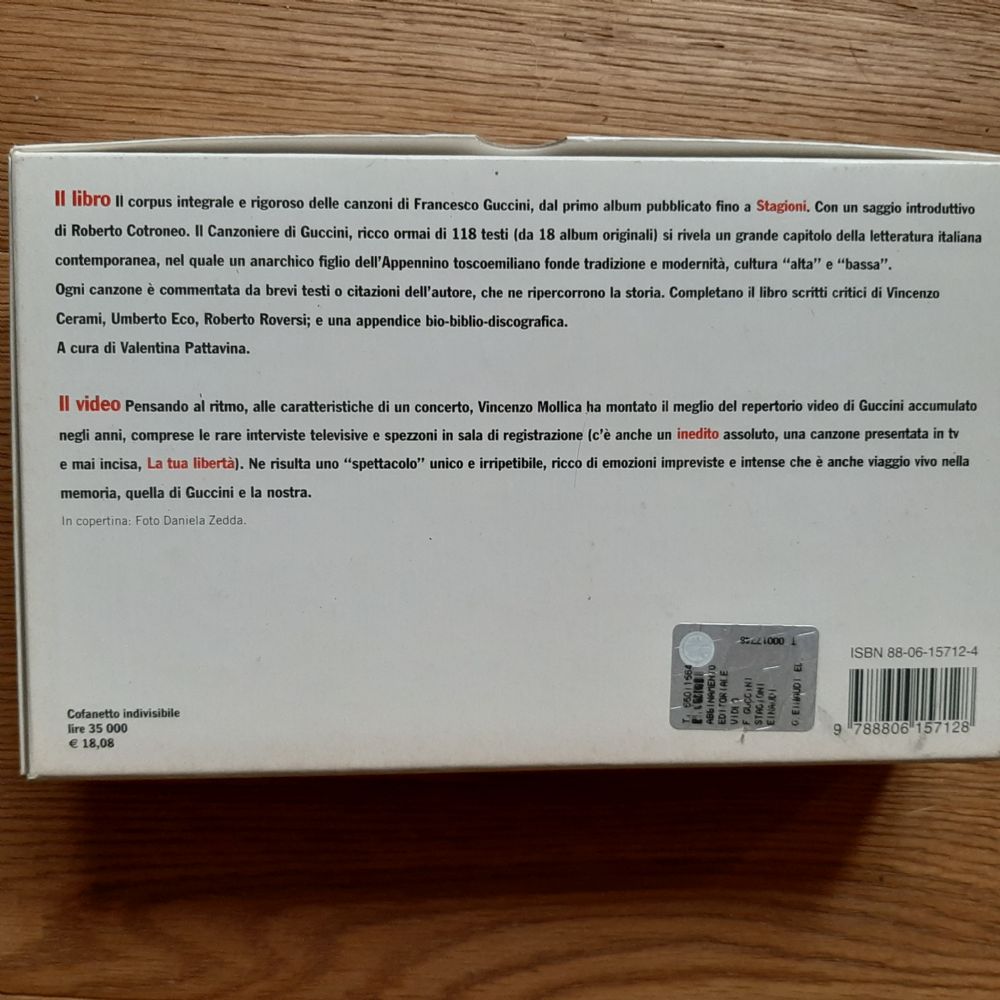 Il libro Il corpus integrale e rigoroso delle canzoni di Francesco Guccini, dal primo album pubblicato fino a Stagioni. Con un saggio introduttivo
di Roberto Cotroneo. Il Canzoniere di Guccini, ricco ormai di 118 testi (da 18 album originali) si rivela un grande capitolo della letteratura italiana
contemporanea, nel quale un anarchico figlio dell'Appennino toscoemiliano fonde tradizione e modernità, cultura “alta” e “bassa”.
Ogni canzone è commentata da brevi testi o citazioni dell'autore, che ne ripercorrono la storia. Completano il libro scritti critici di Vincenzo
Cerami, Umberto Eco, Roberto Roversi; e una appendice bio-biblio-discografica.
A cura di Valentina Pattavina.
Il video Pensando al ritmo, alle caratteristiche di un concerto, Vincenzo Mollica ha montato il meglio del repertorio video di Guccini accumulato
negli anni, comprese le rare interviste televisive e spezzoni in sala di registrazione (c'è anche un inedito assoluto, una canzone presentata in tv
e mai incisa, La tua libertà). Ne risulta uno “spettacolo” unico e irripetibile, ricco di emozioni impreviste e intense che è anche viaggio vivo nella
memoria, quella di Guccini e la nostra.
In copertina: Foto Daniela Zedda.
ABBINAMENTO
EDITORIALE
F GUCCINI
STAGIONI
EINAUDI
G. EINAUDI
ISBN 88-06-15712-4
9 788806 157128
Cofanetto indivisibile
lire 35 000
€ 18,08